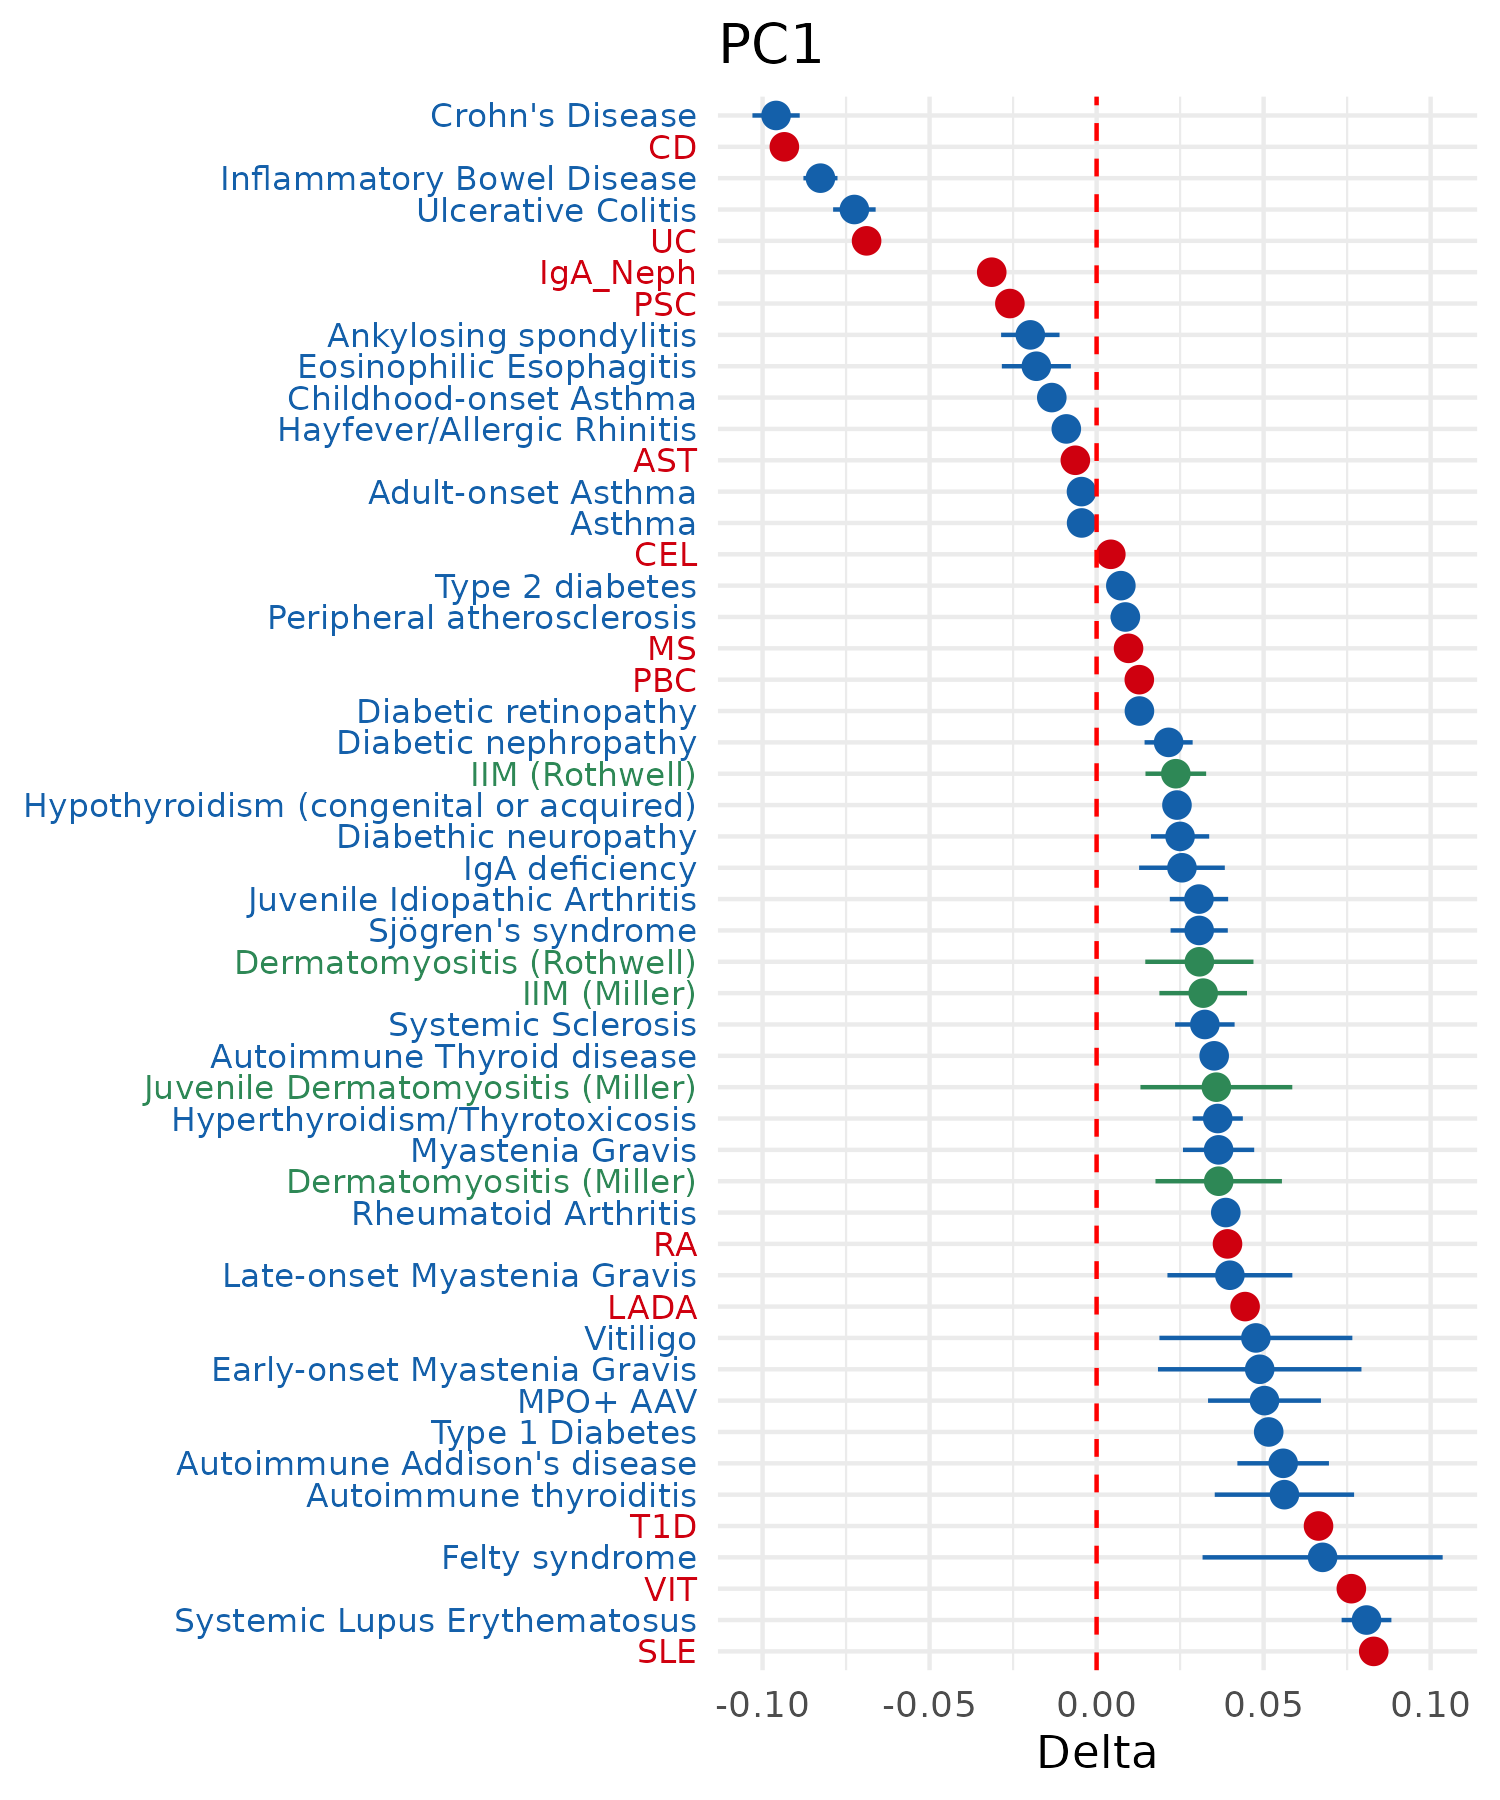 PC1
Crohn's Disease
CD
Inflammatory Bowel Disease
Ulcerative Colitis
UC
IgA_Neph
PSC
Ankylosing spondylitis
Eosinophilic Esophagitis
Childhood-onset Asthma
Hayfever/Allergic Rhinitis
AST
Adult-onset Asthma
Asthma
CEL
Type 2 diabetes
Peripheral atherosclerosis
MS
PBC
Diabetic retinopathy
Diabetic nephropathy
IIM (Rothwell)
Hypothyroidism (congenital or acquired)
Diabethic neuropathy
IgA deficiency
Juvenile Idiopathic Arthritis
Sjögren's syndrome
Dermatomyositis (Rothwell)
IIM (Miller)
Systemic Sclerosis
Autoimmune Thyroid disease
Juvenile Dermatomyositis (Miller)
Hyperthyroidism/Thyrotoxicosis
Myastenia Gravis
Dermatomyositis (Miller)
Rheumatoid Arthritis
RA
Late-onset Myastenia Gravis
LADA
Vitiligo
Early-onset Myastenia Gravis
MPO+ AAV
Type 1 Diabetes
Autoimmune Addison's disease
Autoimmune thyroiditis
T1D
Felty syndrome
VIT
Systemic Lupus Erythematosus
SLE
-0.10 -0.05 0.00 0.05 0.10
Delta